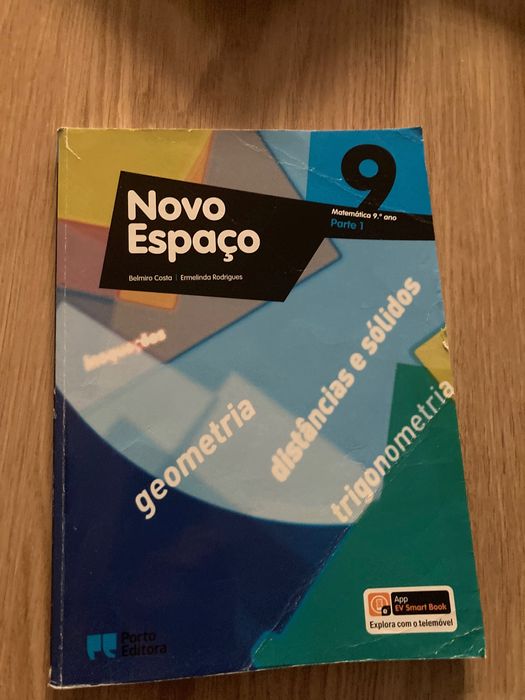 9
Matemática 9.º ano
Parte 1
Novo
Espaço
Belmiro Costa | Ermelinda Rodrigues
inequações
geometria
distâncias e sólidos
trigonometria
App
EV Smart Book
Explora com o telemóvel
Porto
Editora